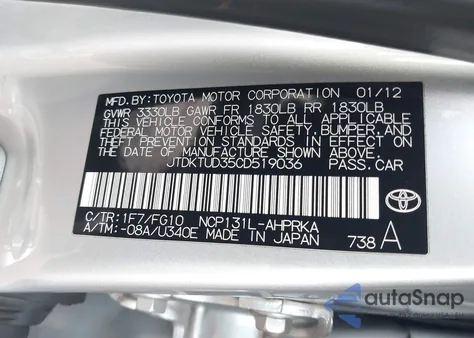 MFD.BY:TOYOTA MOTOR CORPORATION 01/12
GVWR 3330LB GAWR FR 1830LB RR 1830LB
THIS VEHICLE CONFORMS TO ALL APPLICABLE
FEDERAL MOTOR VEHICLE SAFETY,BUMPER,AND
THEFT PREVENTION STANDARDS IN EFFECT ON
THE DATE OF MANUFACTURE SHOWN ABOVE.
JTDKTUD35CD519036 PASS.CAR
C/TR:1F7/FG10 NCP131L-AHPRKA
A/TM:-08A/U340E MADE IN JAPAN 738 A
autoSnap